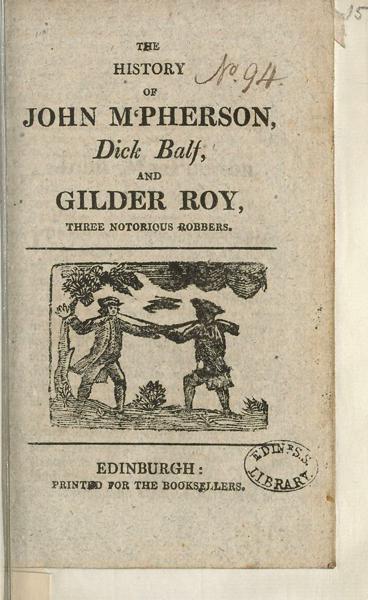 15
THE
HISTORY
No. 94.
OF
JOHN M‘PHERSON,
Dick Balf,
AND
GILDER ROY,
THREE NOTORIOUS ROBBERS.
EDINBURGH:
PRINTED FOR THE BOOKSELLERS.
EDINR. S.S.
LIBRARY